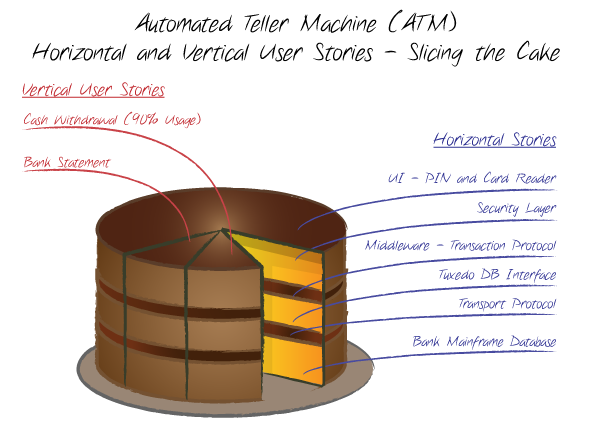 Automated Teller Machine (ATM)
Horizontal and Vertical User Stories - Slicing the Cake
Vertical User Stories
Cash Withdrawal (90% Usage)
Bank Statement
Horizontal Stories
UI - PIN and Card Reader
Security Layer
Middleware - Transaction Protocol
Tuxedo DB Interface
Transport Protocol
Bank Mainframe Database